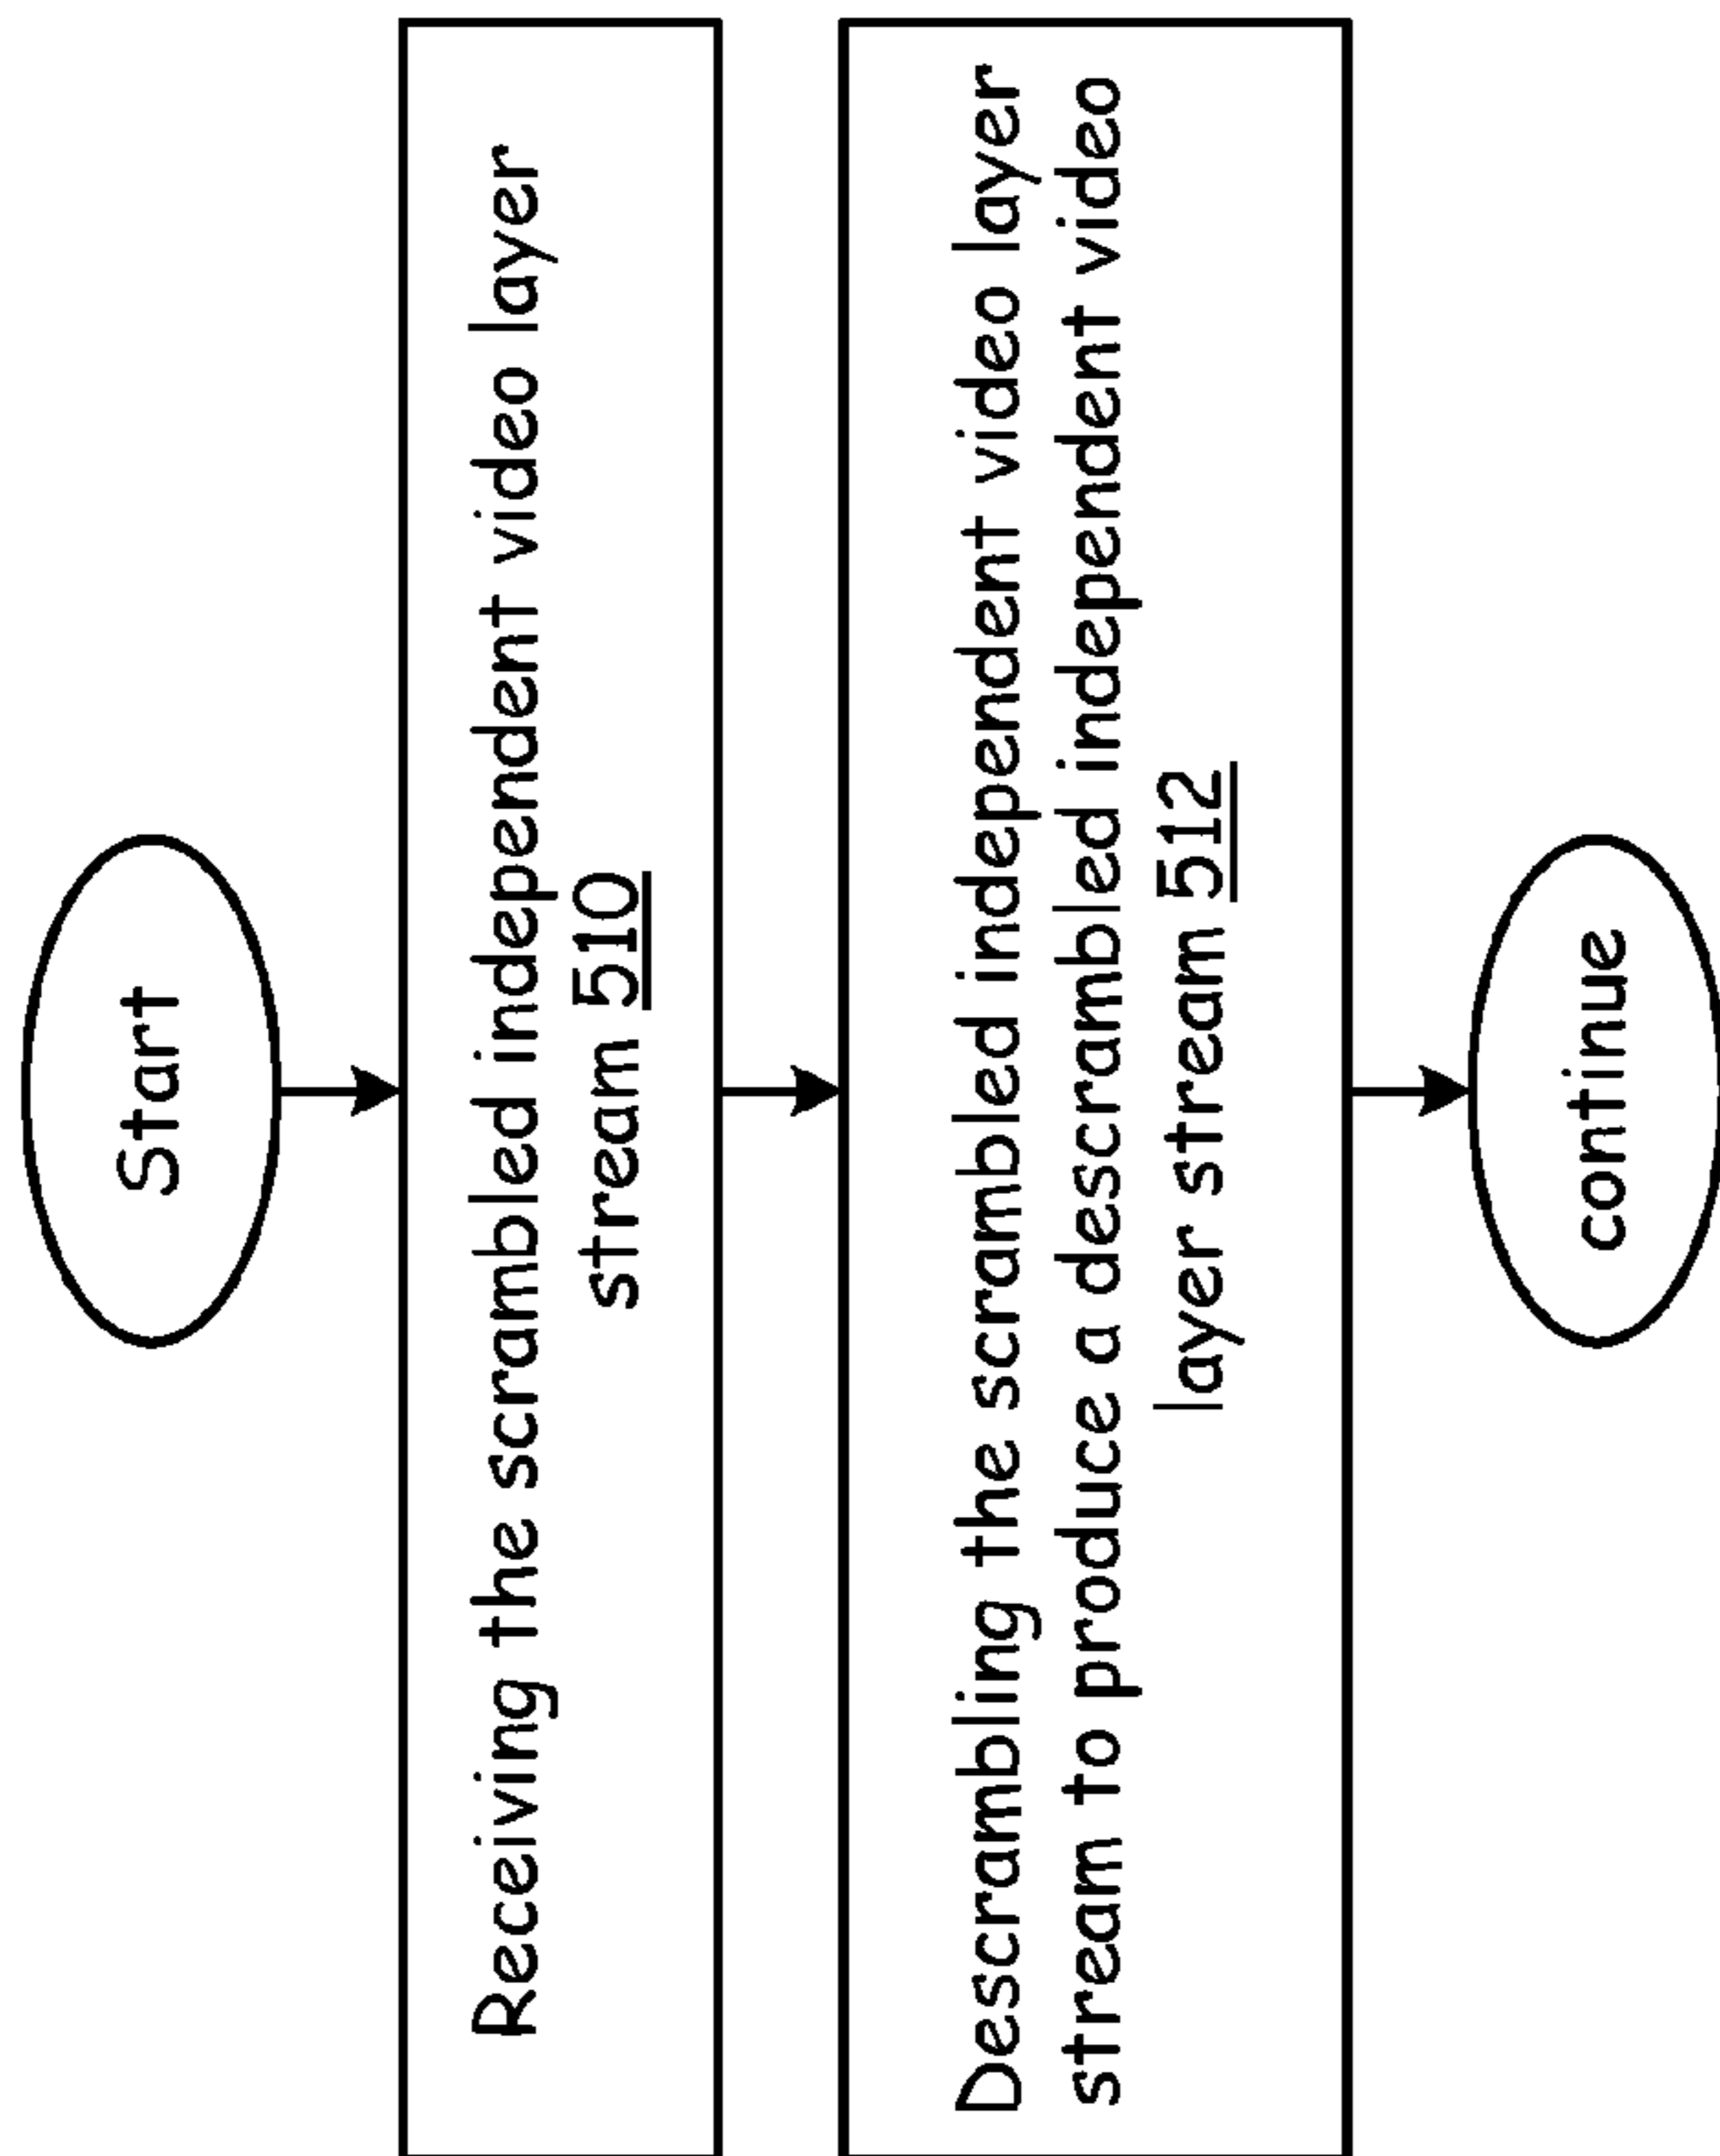 Start
Receiving the scrambled independent video layer
stream 510
Descrambling the scrambled independent video layer
stream to produce a descrambled independent video
layer stream 512
continue